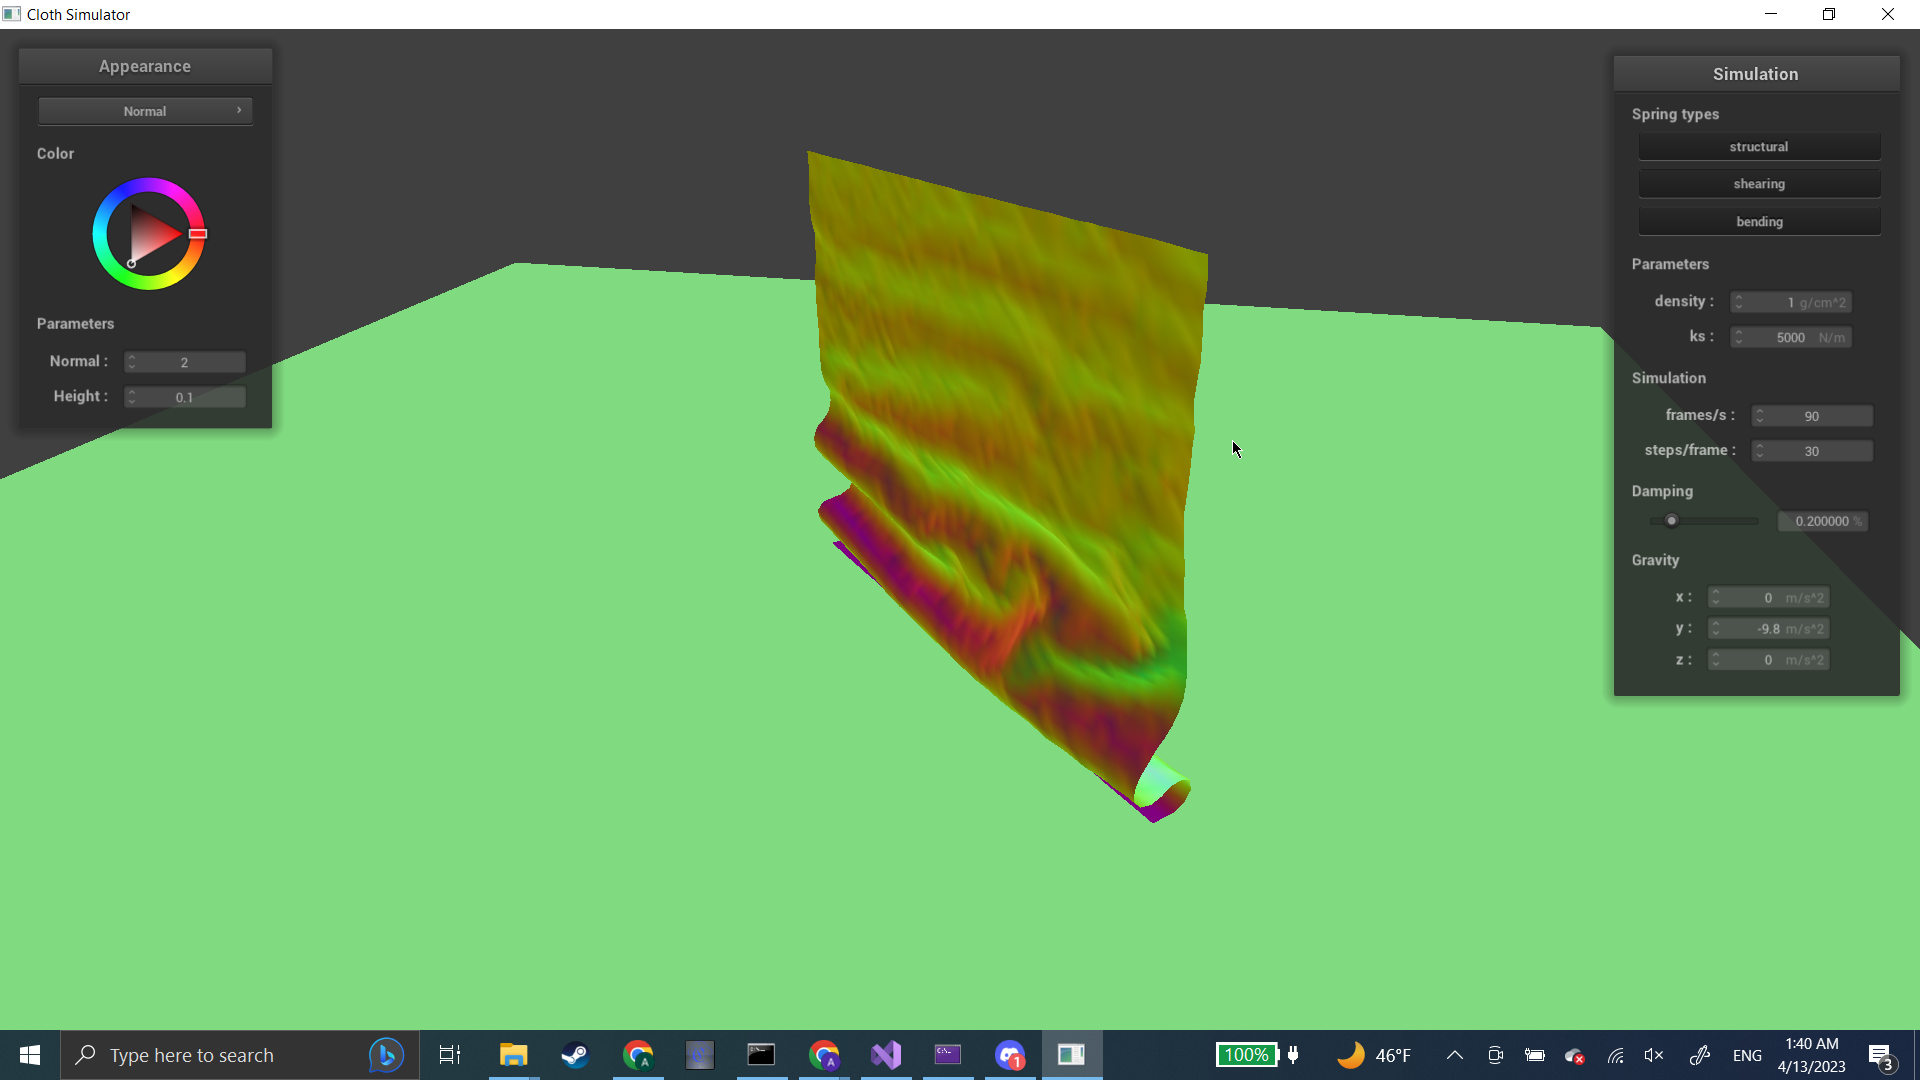 Cloth Simulator
Appearance
Normal
Color
Parameters
Normal : 2
Height : 0.1
Simulation
Spring types
structural
shearing
bending
Parameters
density : 1 g/cm^2
ks : 5000 N/m
Simulation
frames/s : 90
steps/frame : 30
Damping
0.200000 %
Gravity
x : 0 m/s^2
y : -9.8 m/s^2
z : 0 m/s^2
Type here to search
A
A
1
100%
46°F
ENG
1:40 AM
4/13/2023
3